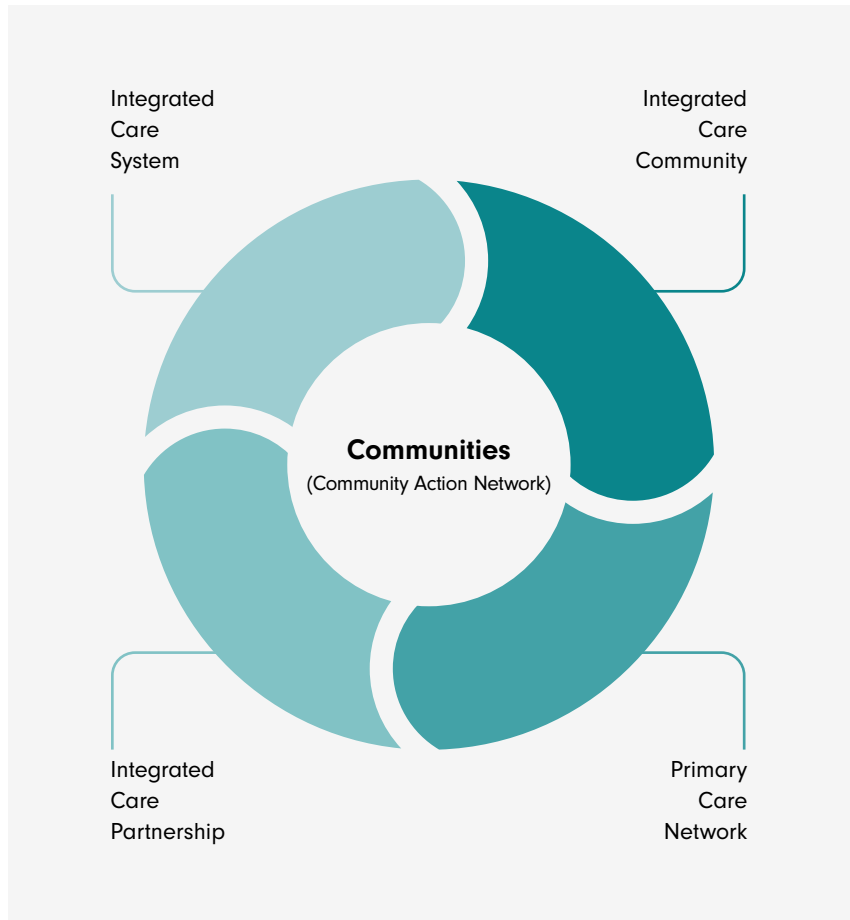 Integrated
Care
System
Integrated
Care
Community
Communities
(Community Action Network)
Integrated
Care
Partnership
Primary
Care
Network